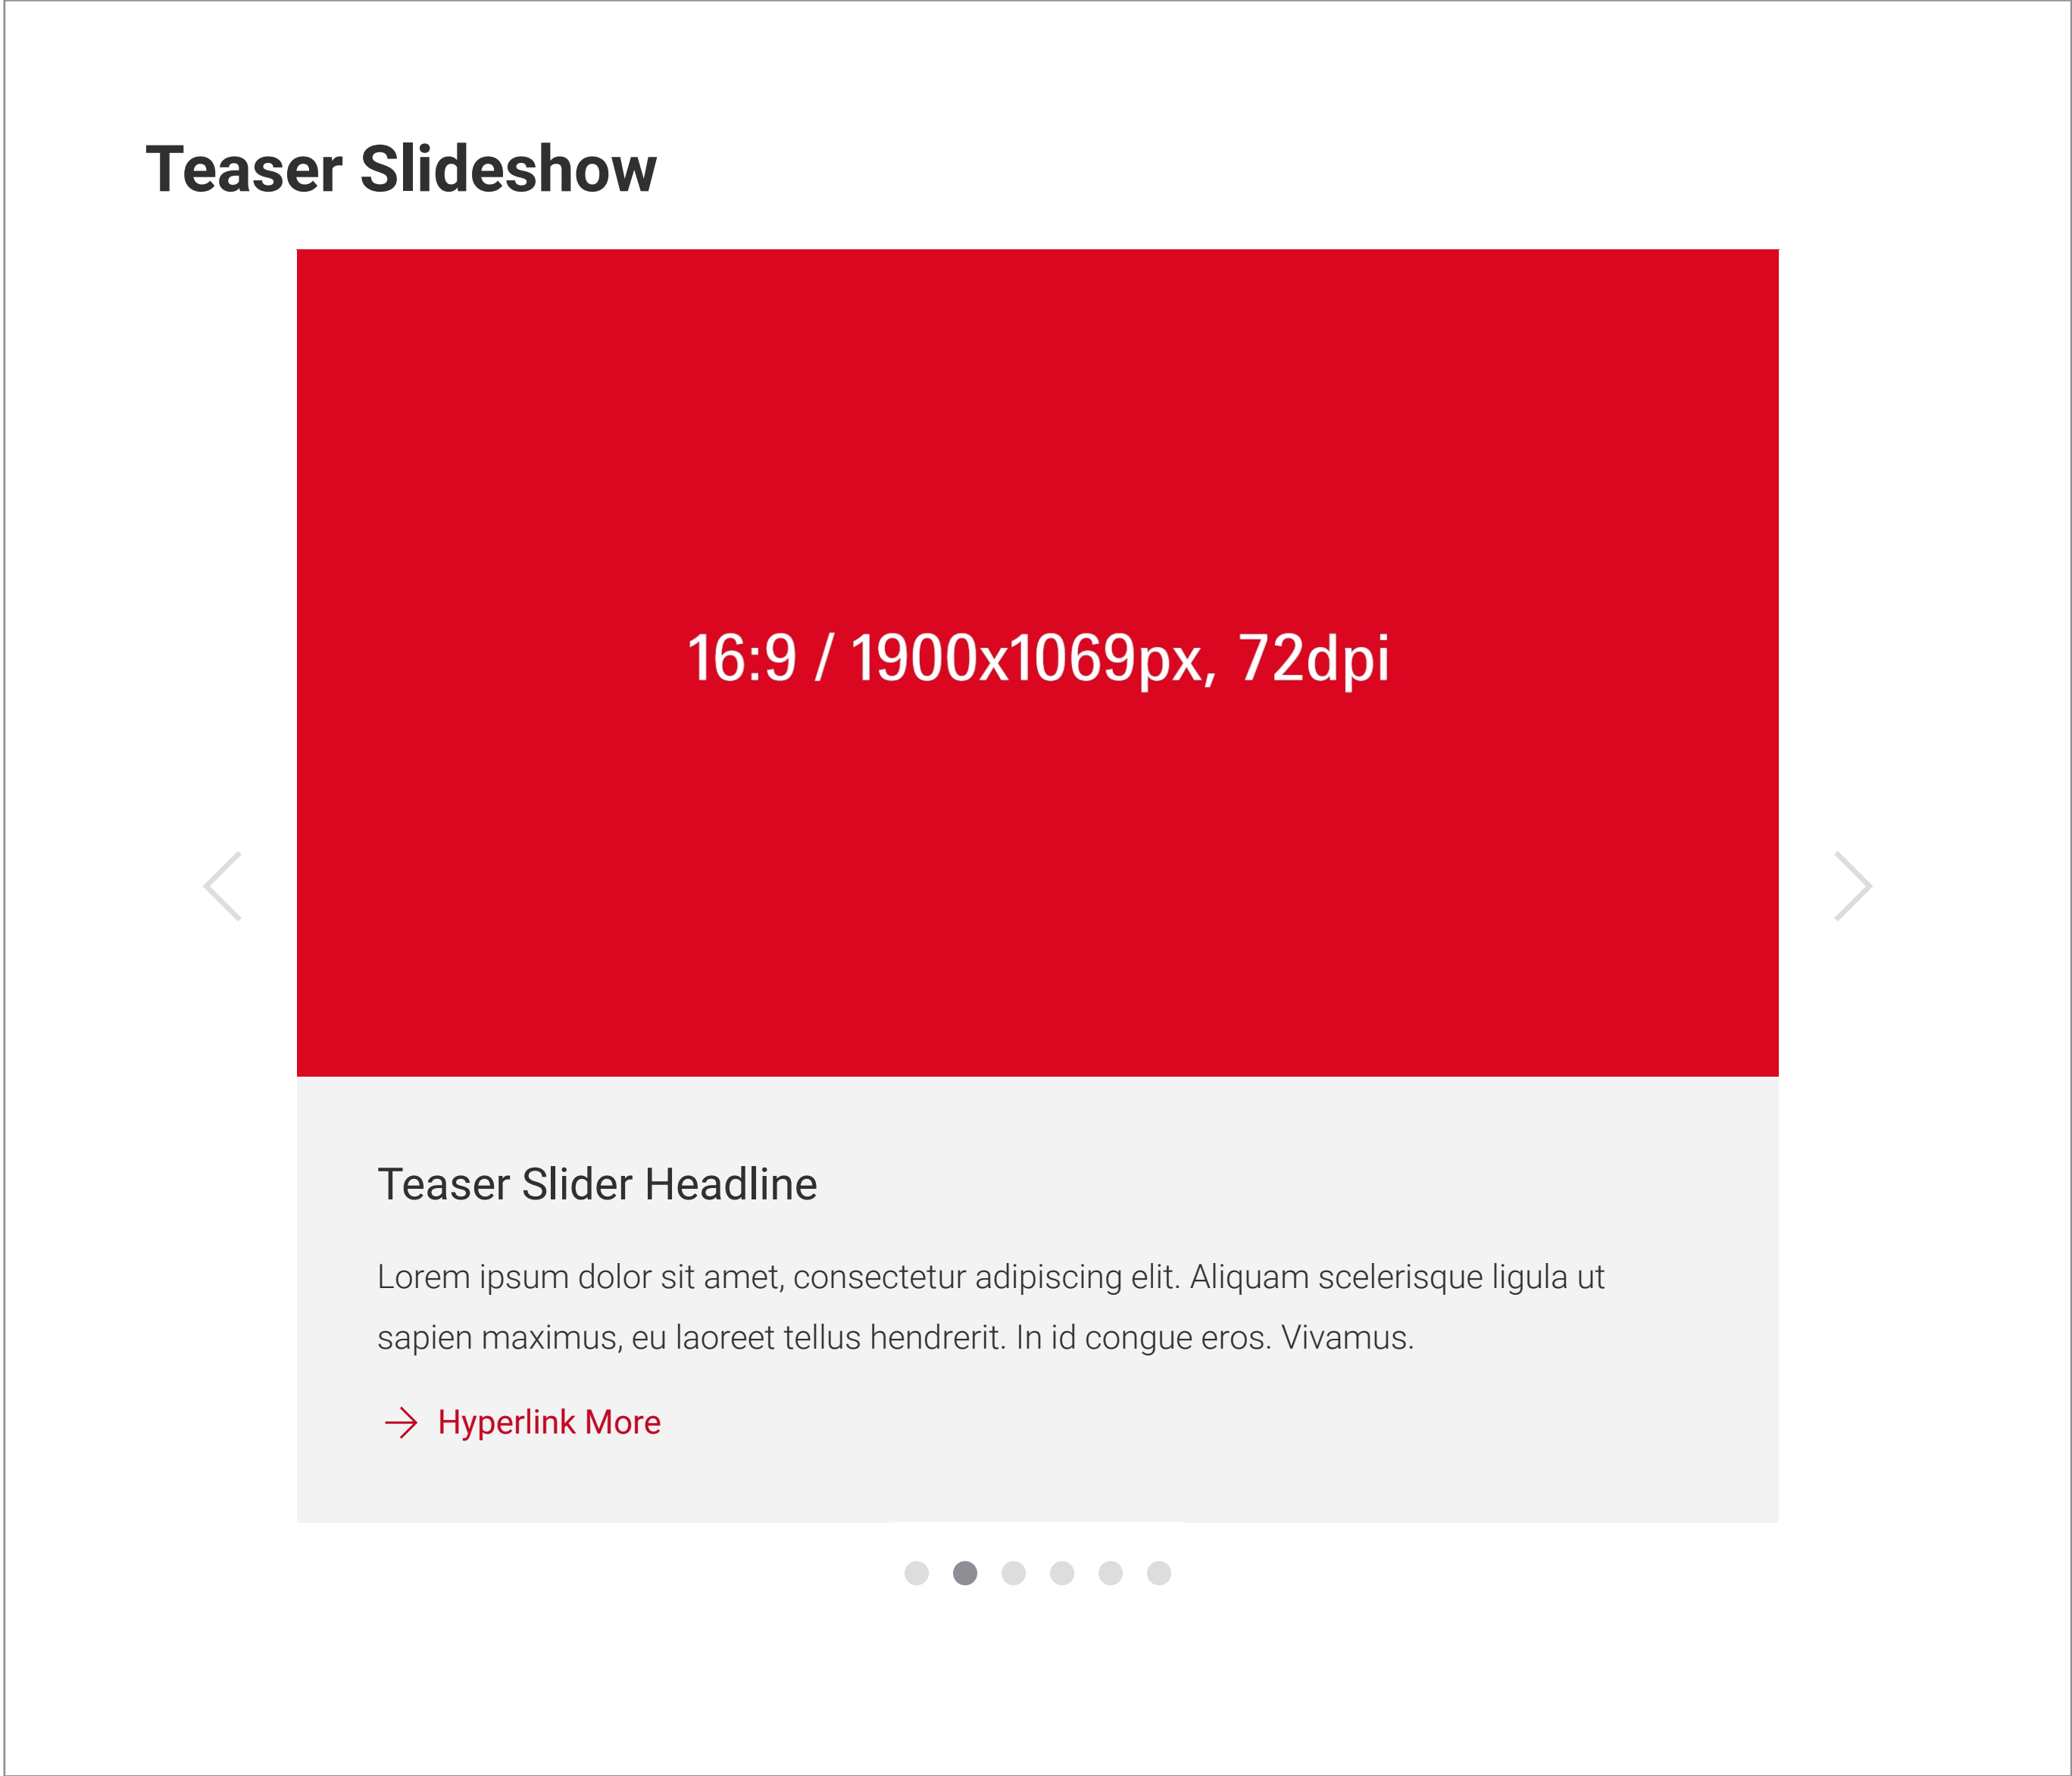 Teaser Slideshow
16:9 / 1900x1069px, 72dpi
Teaser Slider Headline
Lorem ipsum dolor sit amet, consectetur adipiscing elit. Aliquam scelerisque ligula ut
sapien maximus, eu laoreet tellus hendrerit. In id congue eros. Vivamus.
Hyperlink More